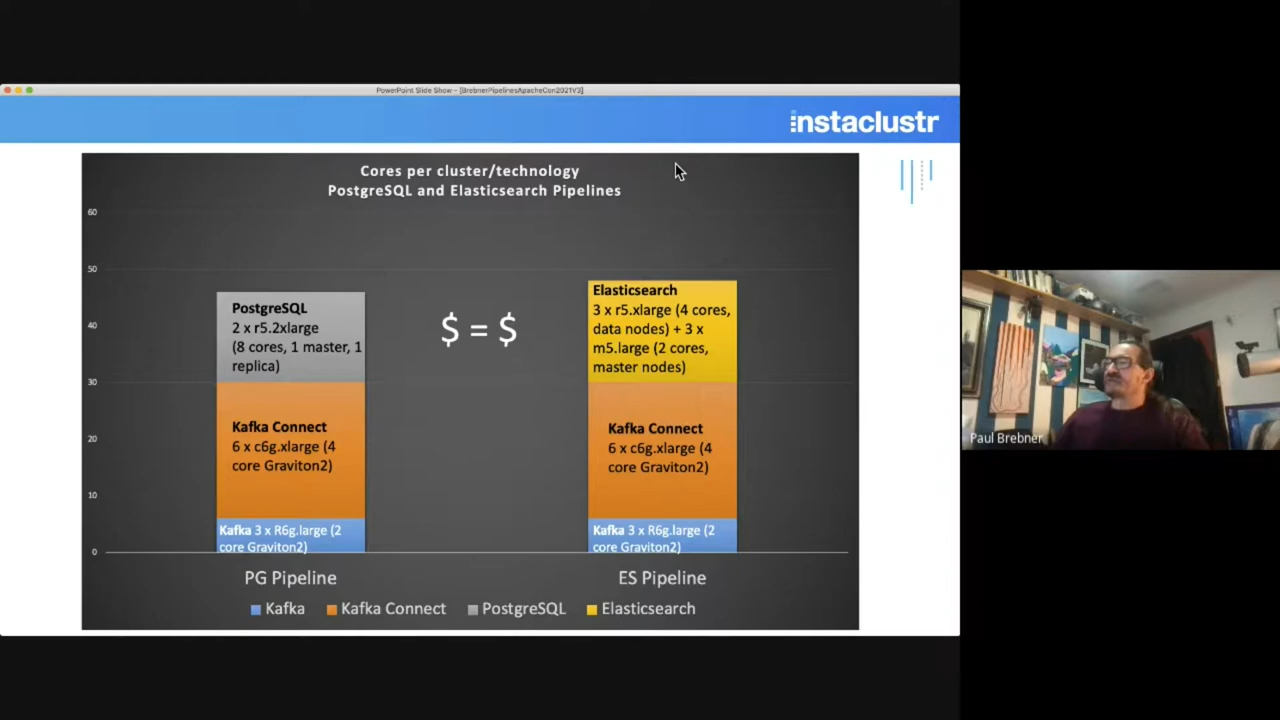 PowerPoint Slide Show - [BrebnerPipelinesApacheCon2021V3]
instaclustr
Cores per cluster/technology
PostgreSQL and Elasticsearch Pipelines
60
50
40
30
20
10
0
PostgreSQL
2 x r5.2xlarge
(8 cores, 1 master, 1
replica)
Kafka Connect
6 x c6g.xlarge (4
core Graviton2)
Kafka 3 x R6g.large (2
core Graviton2)
$ = $
Elasticsearch
3 x r5.xlarge (4 cores,
data nodes) + 3 x
m5.large (2 cores,
master nodes)
Kafka Connect
6 x c6g.xlarge (4
core Graviton2)
Kafka 3 x R6g.large (2
core Graviton2)
PG Pipeline
ES Pipeline
Kafka
Kafka Connect
PostgreSQL
Elasticsearch
Paul Brebner